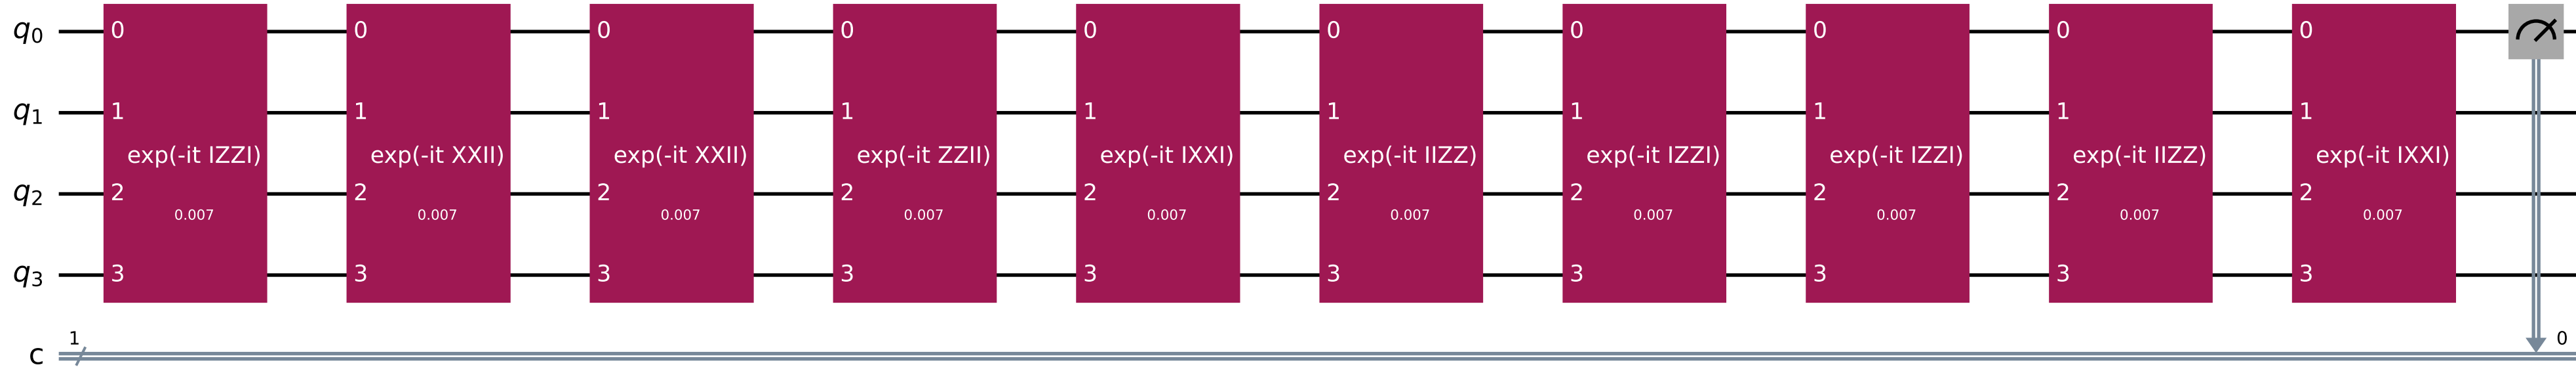 q0 0 0 0 0 0 0 0 0 0 0
q1 1 1 1 1 1 1 1 1 1 1
exp(-it IZZI) exp(-it XXII) exp(-it XXII) exp(-it ZZII) exp(-it IXXI) exp(-it IIZZ) exp(-it IZZI) exp(-it IZZI) exp(-it IIZZ) exp(-it IXXI)
q2 2 2 2 2 2 2 2 2 2 2
0.007 0.007 0.007 0.007 0.007 0.007 0.007 0.007 0.007 0.007
q3 3 3 3 3 3 3 3 3 3 3
1 0
c